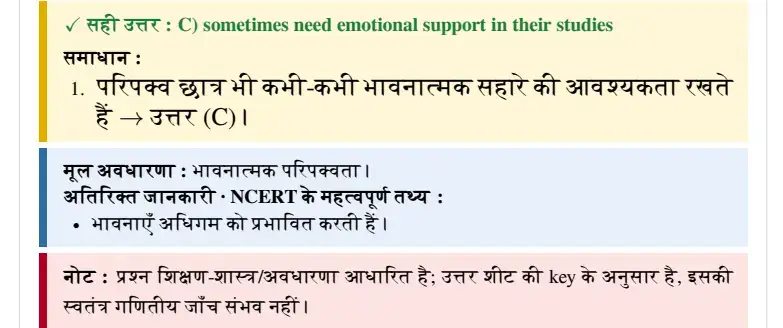 ✓ सही उत्तर : C) sometimes need emotional support in their studies
समाधान :
1. परिपक्व छात्र भी कभी-कभी भावनात्मक सहारे की आवश्यकता रखते
हैं → उत्तर (C)।
मूल अवधारणा : भावनात्मक परिपक्वता।
अतिरिक्त जानकारी · NCERT के महत्वपूर्ण तथ्य :
• भावनाएँ अधिगम को प्रभावित करती हैं।
नोट : प्रश्न शिक्षण-शास्त्र/अवधारणा आधारित है; उत्तर शीट की key के अनुसार है, इसकी
स्वतंत्र गणितीय जाँच संभव नहीं।